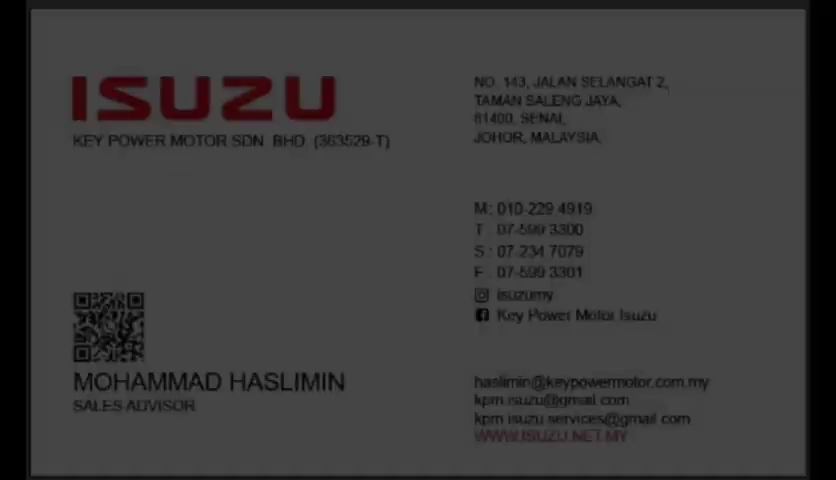 ISUZU
KEY POWER MOTOR SDN. BHD. (363529-T)
NO. 143, JALAN SELANGAT 2,
TAMAN SALENG JAYA,
81400, SENAI,
JOHOR, MALAYSIA.
M : 010-229 4919
T : 07-599 3300
S : 07-234 7079
F : 07-599 3301
isuzumy
Key Power Motor Isuzu
MOHAMMAD HASLIMIN
SALES ADVISOR
haslimin@keypowermotor.com.my
kpm.isuzu@gmail.com
kpm.isuzu.services@gmail.com
WWW.ISUZU.NET.MY